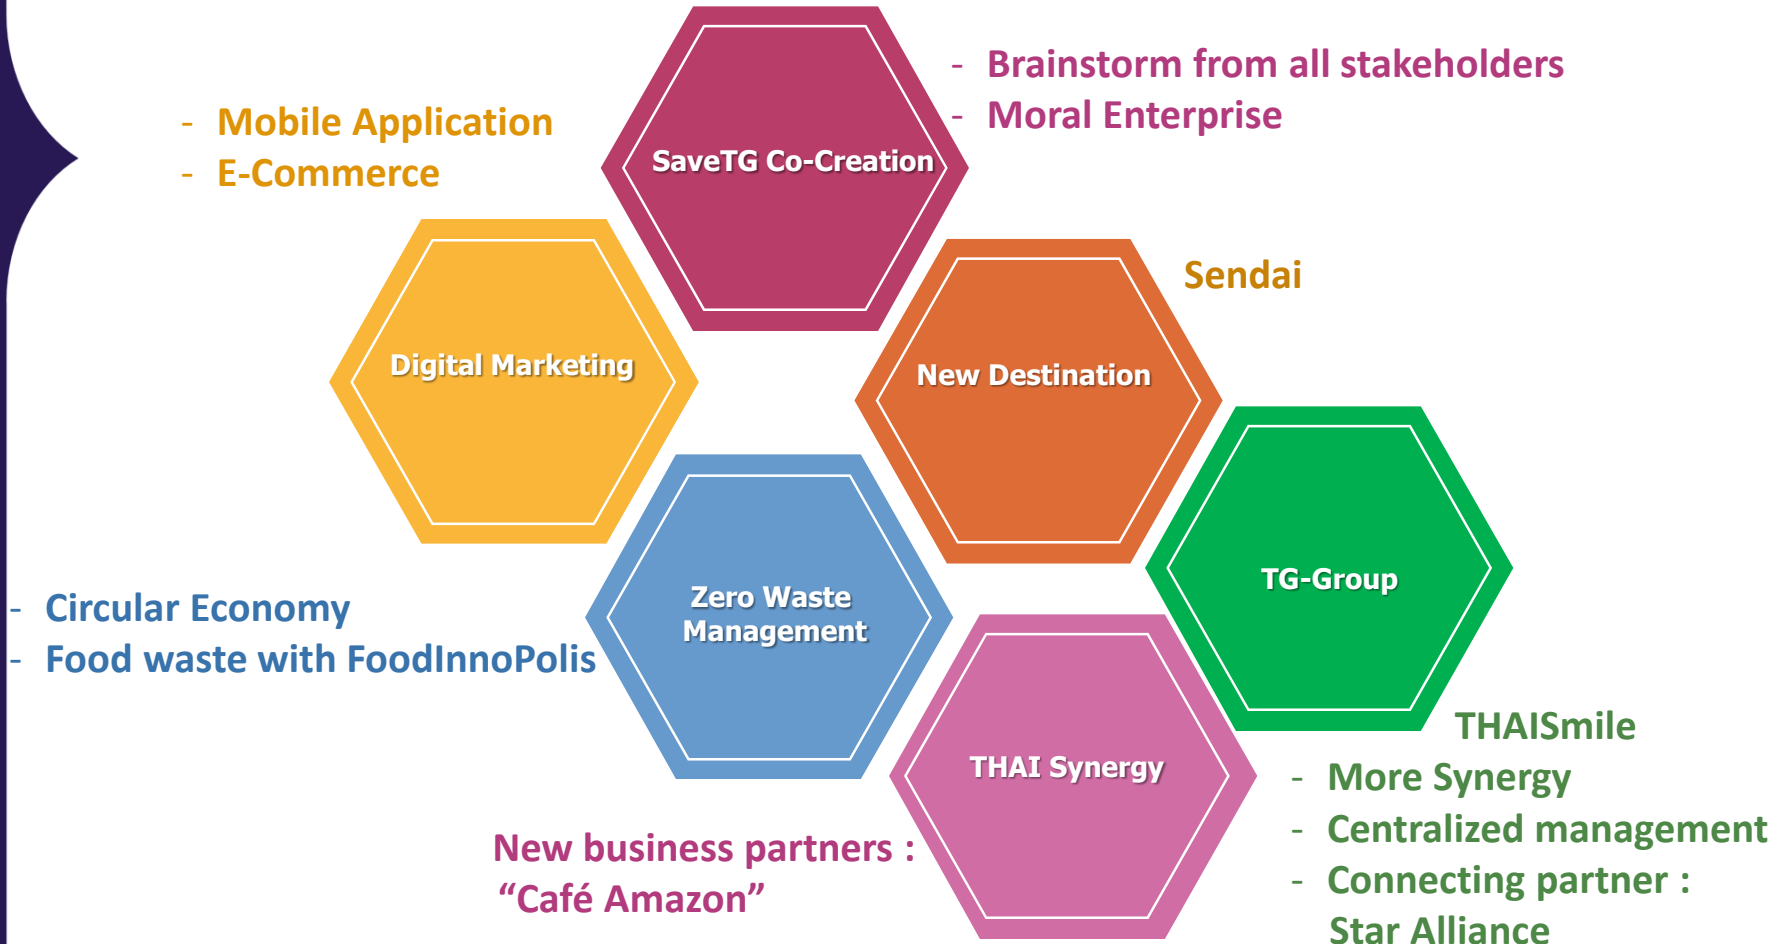 SaveTG Co-Creation
- Brainstorm from all stakeholders
- Moral Enterprise
- Mobile Application
- E-Commerce
Digital Marketing
New Destination
Sendai
TG-Group
THAISmile
- More Synergy
- Centralized management
- Connecting partner :
Star Alliance
Zero Waste
Management
- Circular Economy
- Food waste with FoodInnoPolis
THAI Synergy
New business partners :
“Café Amazon”